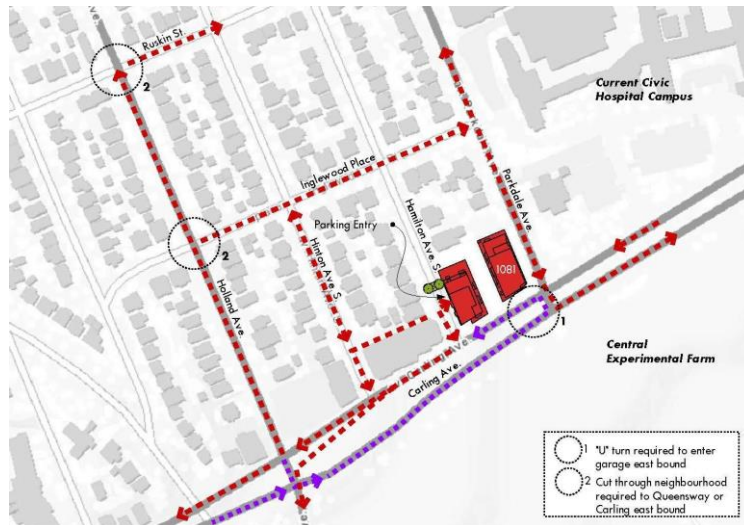 Ruskin St.
2
Current Civic
Hospital Campus
Inglewood Place
Parkdale Ave.
Hamilton Ave S.
Parking Entry
2
Hinton Ave S.
1081
Holland Ave.
1
Central
Experimental Farm
Carling Ave.
1
"U" turn required to enter
garage east bound
2
Cut through neighbourhood
required to Queensway or
Carling east bound